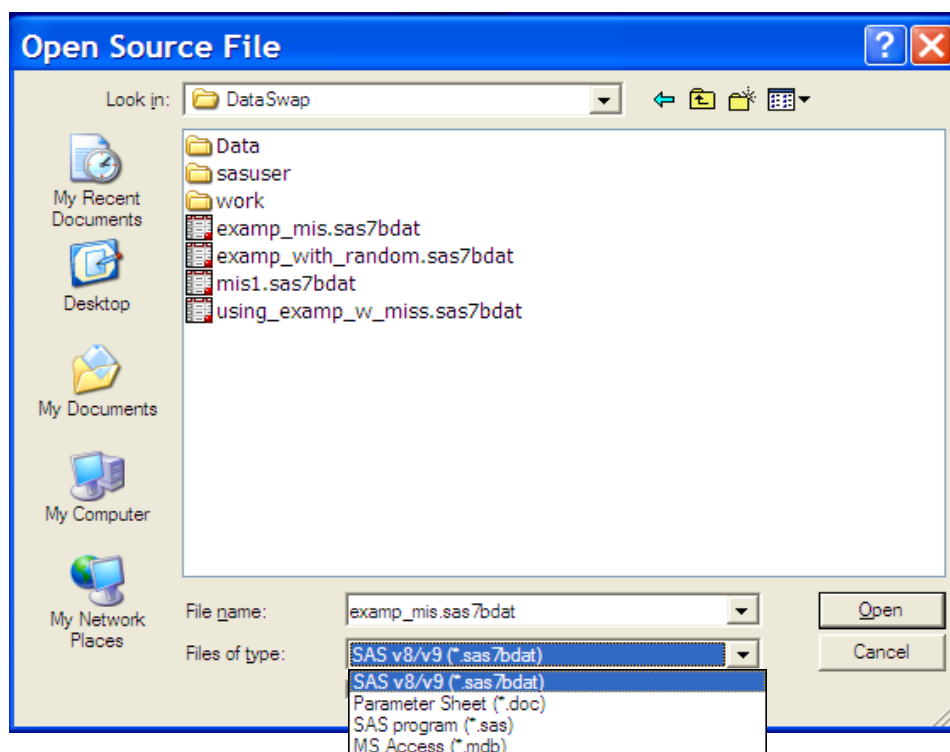 Open Source File
Look in:
DataSwap
Data
sasuser
work
examp_mis.sas7bdat
examp_with_random.sas7bdat
mis1.sas7bdat
using_examp_w_miss.sas7bdat
My Recent
Documents
Desktop
My Documents
My Computer
My Network
Places
File name:
examp_mis.sas7bdat
Open
Files of type:
SAS v8/v9 (*.sas7bdat)
Cancel
SAS v8/v9 (*.sas7bdat)
Parameter Sheet (*.doc)
SAS program (*.sas)
MS Access (*.mdb)